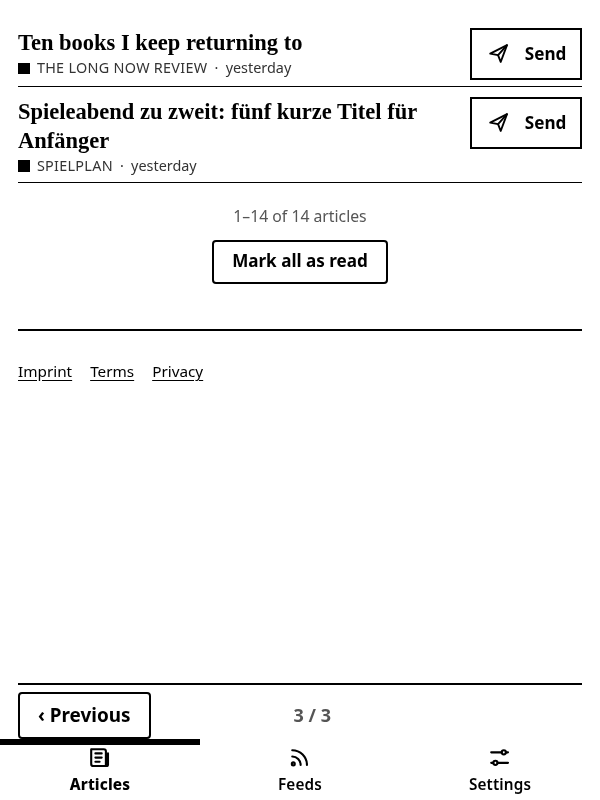 Ten books I keep returning to
Send
THE LONG NOW REVIEW · yesterday
Spieleabend zu zweit: fünf kurze Titel für
Anfänger
Send
SPIELPLAN · yesterday
1–14 of 14 articles
Mark all as read
Imprint Terms Privacy
‹ Previous
3 / 3
Articles Feeds Settings